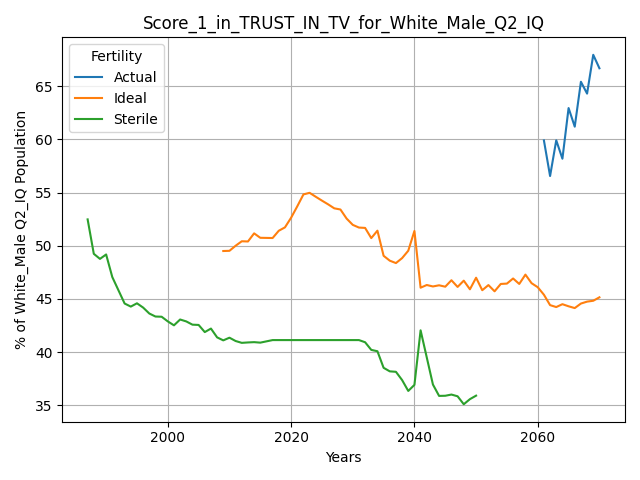 Score_1_in_TRUST_IN_TV_for_White_Male_Q2_IQ
Fertility
Actual
Ideal
Sterile
% of White_Male Q2_IQ Population
65
60
55
50
45
40
35
2000
2020
2040
2060
Years